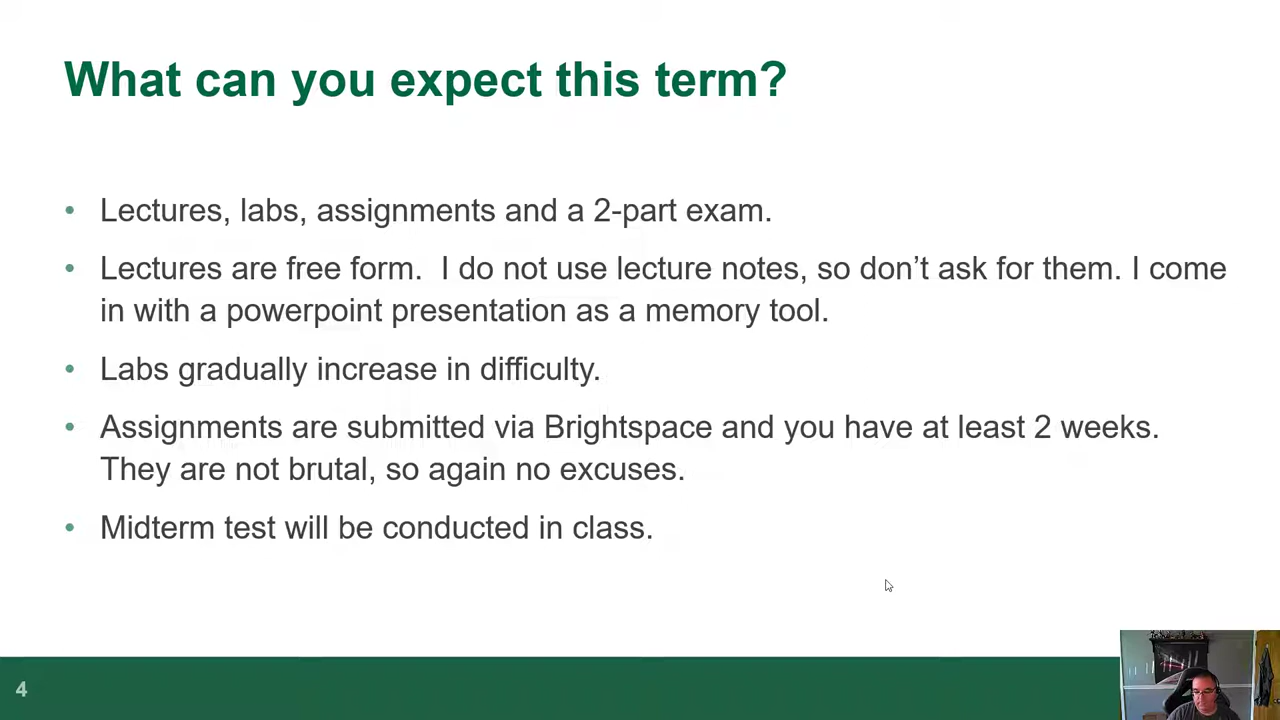 What can you expect this term?
• Lectures, labs, assignments and a 2-part exam.
• Lectures are free form.  I do not use lecture notes, so don’t ask for them. I come
in with a powerpoint presentation as a memory tool.
• Labs gradually increase in difficulty.
• Assignments are submitted via Brightspace and you have at least 2 weeks.
They are not brutal, so again no excuses.
• Midterm test will be conducted in class.
4